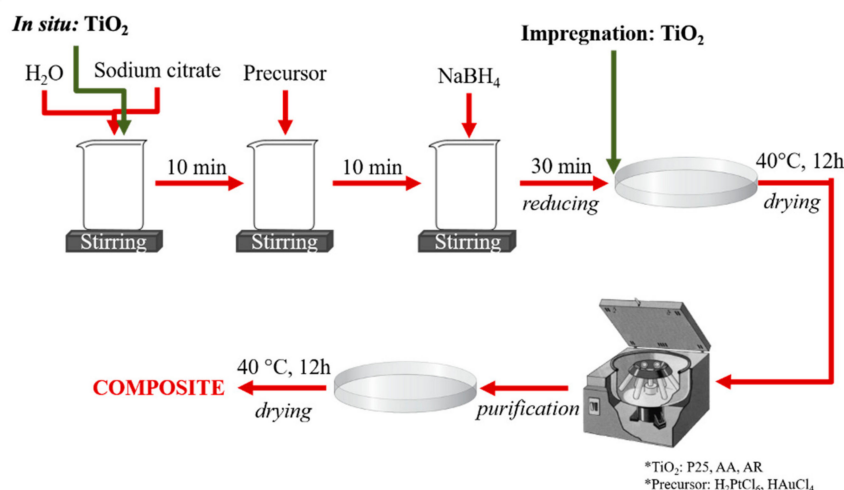 In situ: TiO₂
H₂O
Sodium citrate
Precursor
NaBH₄
Impregnation: TiO₂
10 min
10 min
30 min
reducing
40°C, 12h
drying
Stirring
Stirring
Stirring
40 °C, 12h
COMPOSITE
drying
purification
*TiO₂: P25, AA, AR
*Precursor: H₂PtCl₆, HAuCl₄